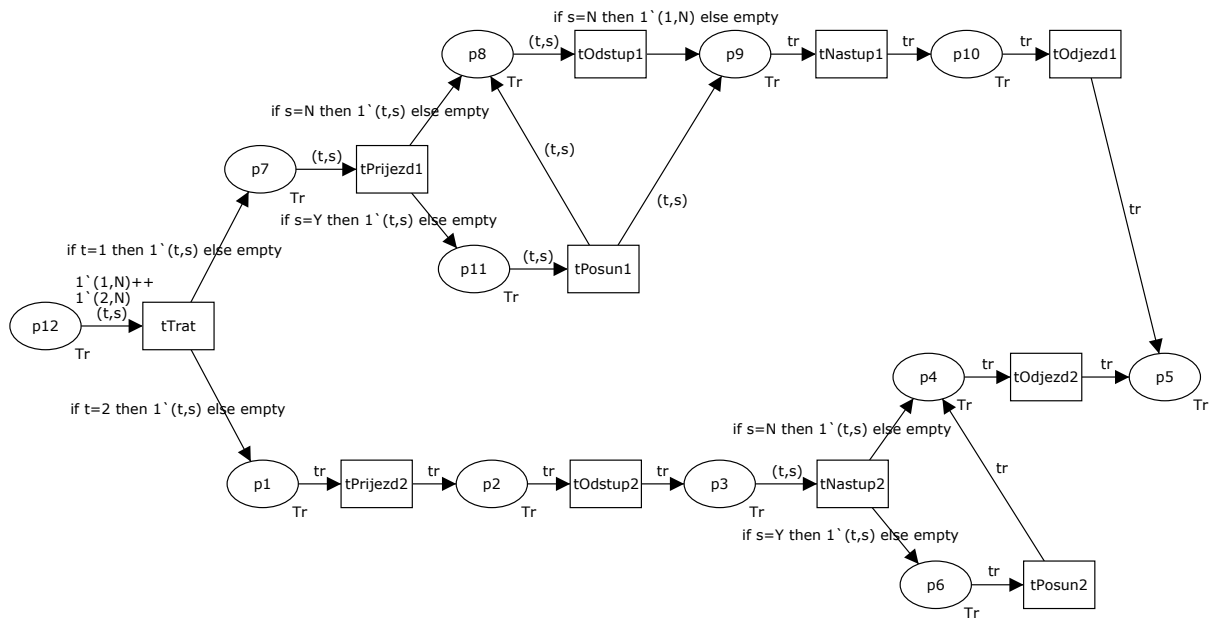 if s=N then 1`(1,N) else empty
p8
(t,s)
tOdstup1
p9
tr
tNastup1
tr
p10
tr
tOdjezd1
Tr
Tr
Tr
if s=N then 1`(t,s) else empty
p7
(t,s)
tPrijezd1
Tr
(t,s)
(t,s)
tr
if s=Y then 1`(t,s) else empty
if t=1 then 1`(t,s) else empty
p11
(t,s)
tPosun1
Tr
1`(1,N)++
1`(2,N)
p12
(t,s)
tTrat
Tr
p4
tr
tOdjezd2
tr
p5
Tr
Tr
if t=2 then 1`(t,s) else empty
if s=N then 1`(t,s) else empty
p1
tr
tPrijezd2
tr
p2
tr
tOdstup2
tr
p3
(t,s)
tNastup2
tr
Tr
Tr
Tr
if s=Y then 1`(t,s) else empty
p6
tr
tPosun2
Tr